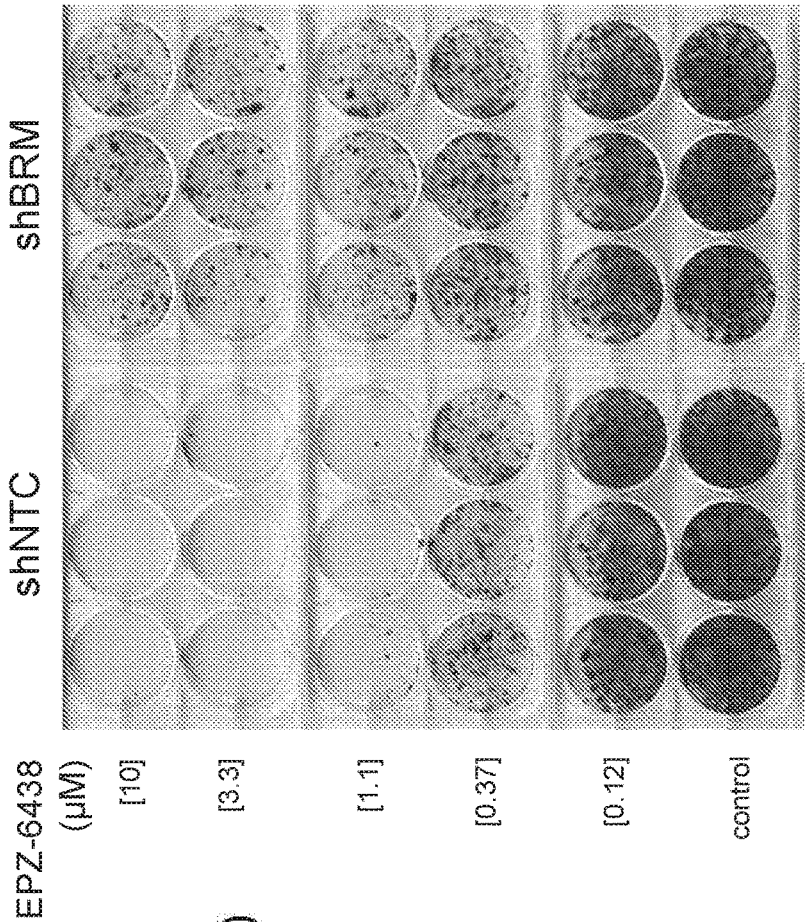 EPZ-6438
(µM)
shNTC
shBRM
[10]
[3.3]
[1.1]
[0.37]
[0.12]
control